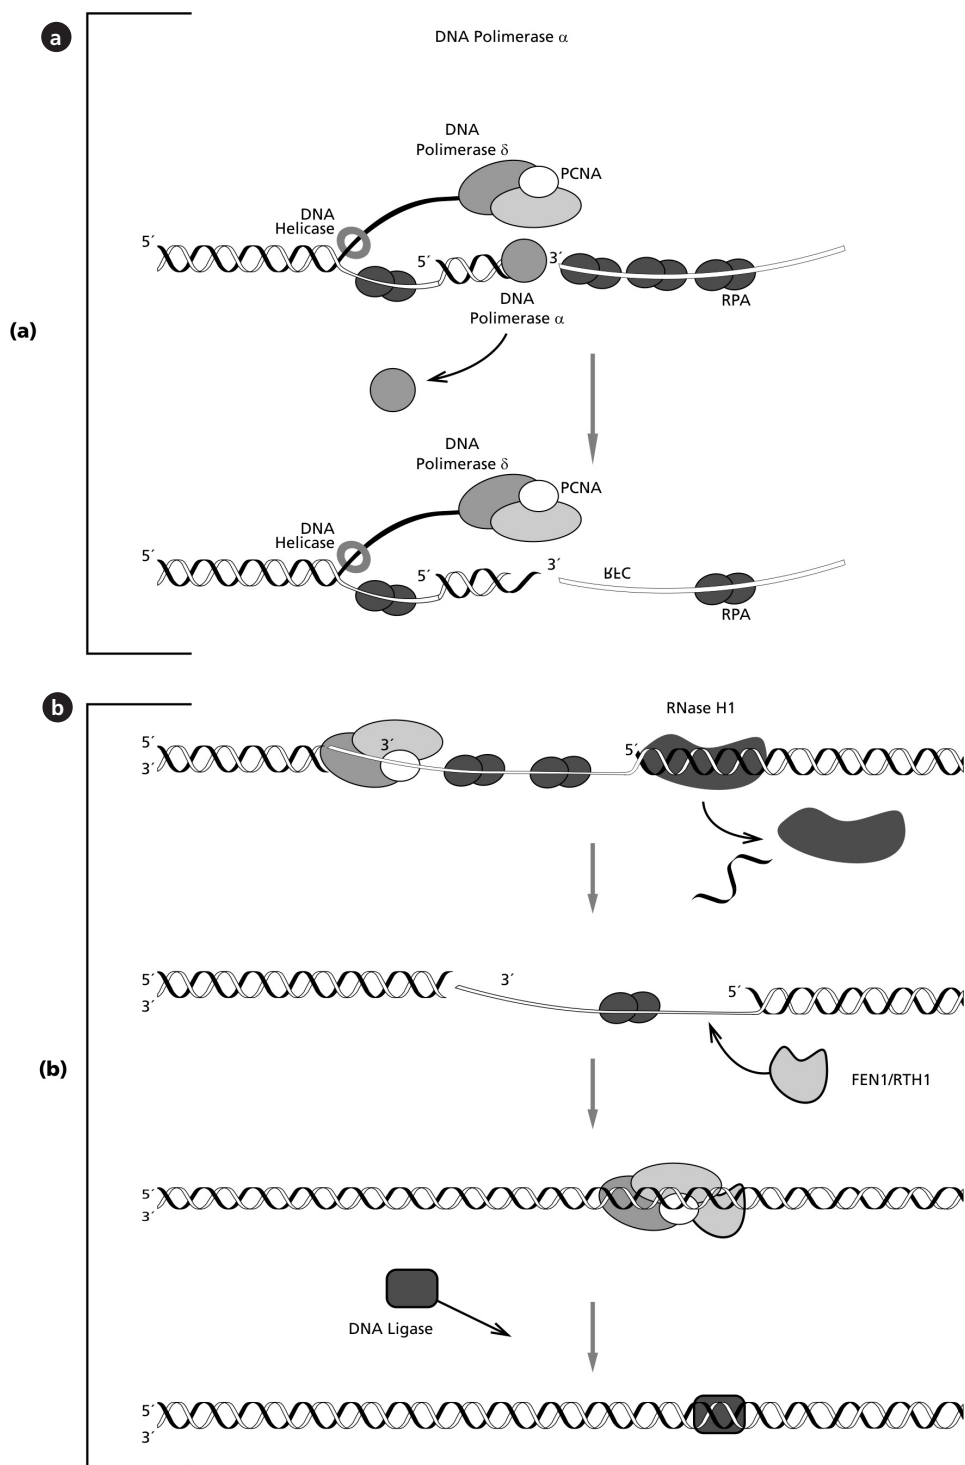 a
DNA Polimerase α
DNA
Polimerase δ
PCNA
DNA
Helicase
5´
5´
3´
RPA
DNA
Polimerase α
(a)
DNA
Polimerase δ
PCNA
DNA
Helicase
5´
5´
3´
RFC
RPA
b
RNase H1
5´
3´
3´
5´
5´
3´
3´
5´
FEN1/RTH1
(b)
5´
3´
DNA Ligase
5´
3´